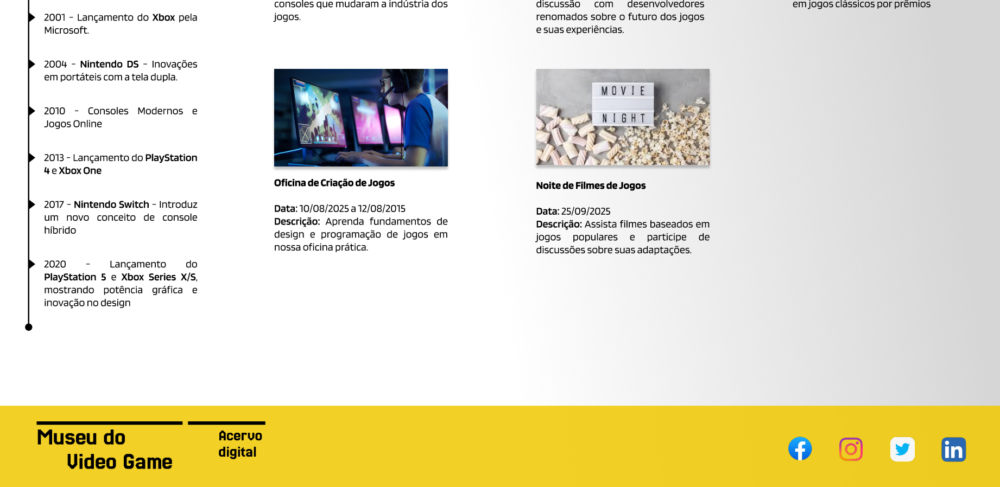 2001 - Lançamento do Xbox pela
Microsoft.
2004 - Nintendo DS - Inovações
em portáteis com a tela dupla.
2010 - Consoles Modernos e
Jogos Online
2013 - Lançamento do PlayStation
4 e Xbox One
2017 - Nintendo Switch - Introduz
um novo conceito de console
híbrido
2020 - Lançamento do
PlayStation 5 e Xbox Series X/S,
mostrando potência gráfica e
inovação no design
consoles que mudaram a indústria dos
jogos.
Oficina de Criação de Jogos
Data: 10/08/2025 a 12/08/2015
Descrição: Aprenda fundamentos de
design e programação de jogos em
nossa oficina prática.
discussão com desenvolvedores
renomados sobre o futuro dos jogos
e suas experiências.
MOVIE
NIGHT
Noite de Filmes de Jogos
Data: 25/09/2025
Descrição: Assista filmes baseados em
jogos populares e participe de
discussões sobre suas adaptações.
em jogos clássicos por prêmios
Museu do
Video Game
Acervo
digital